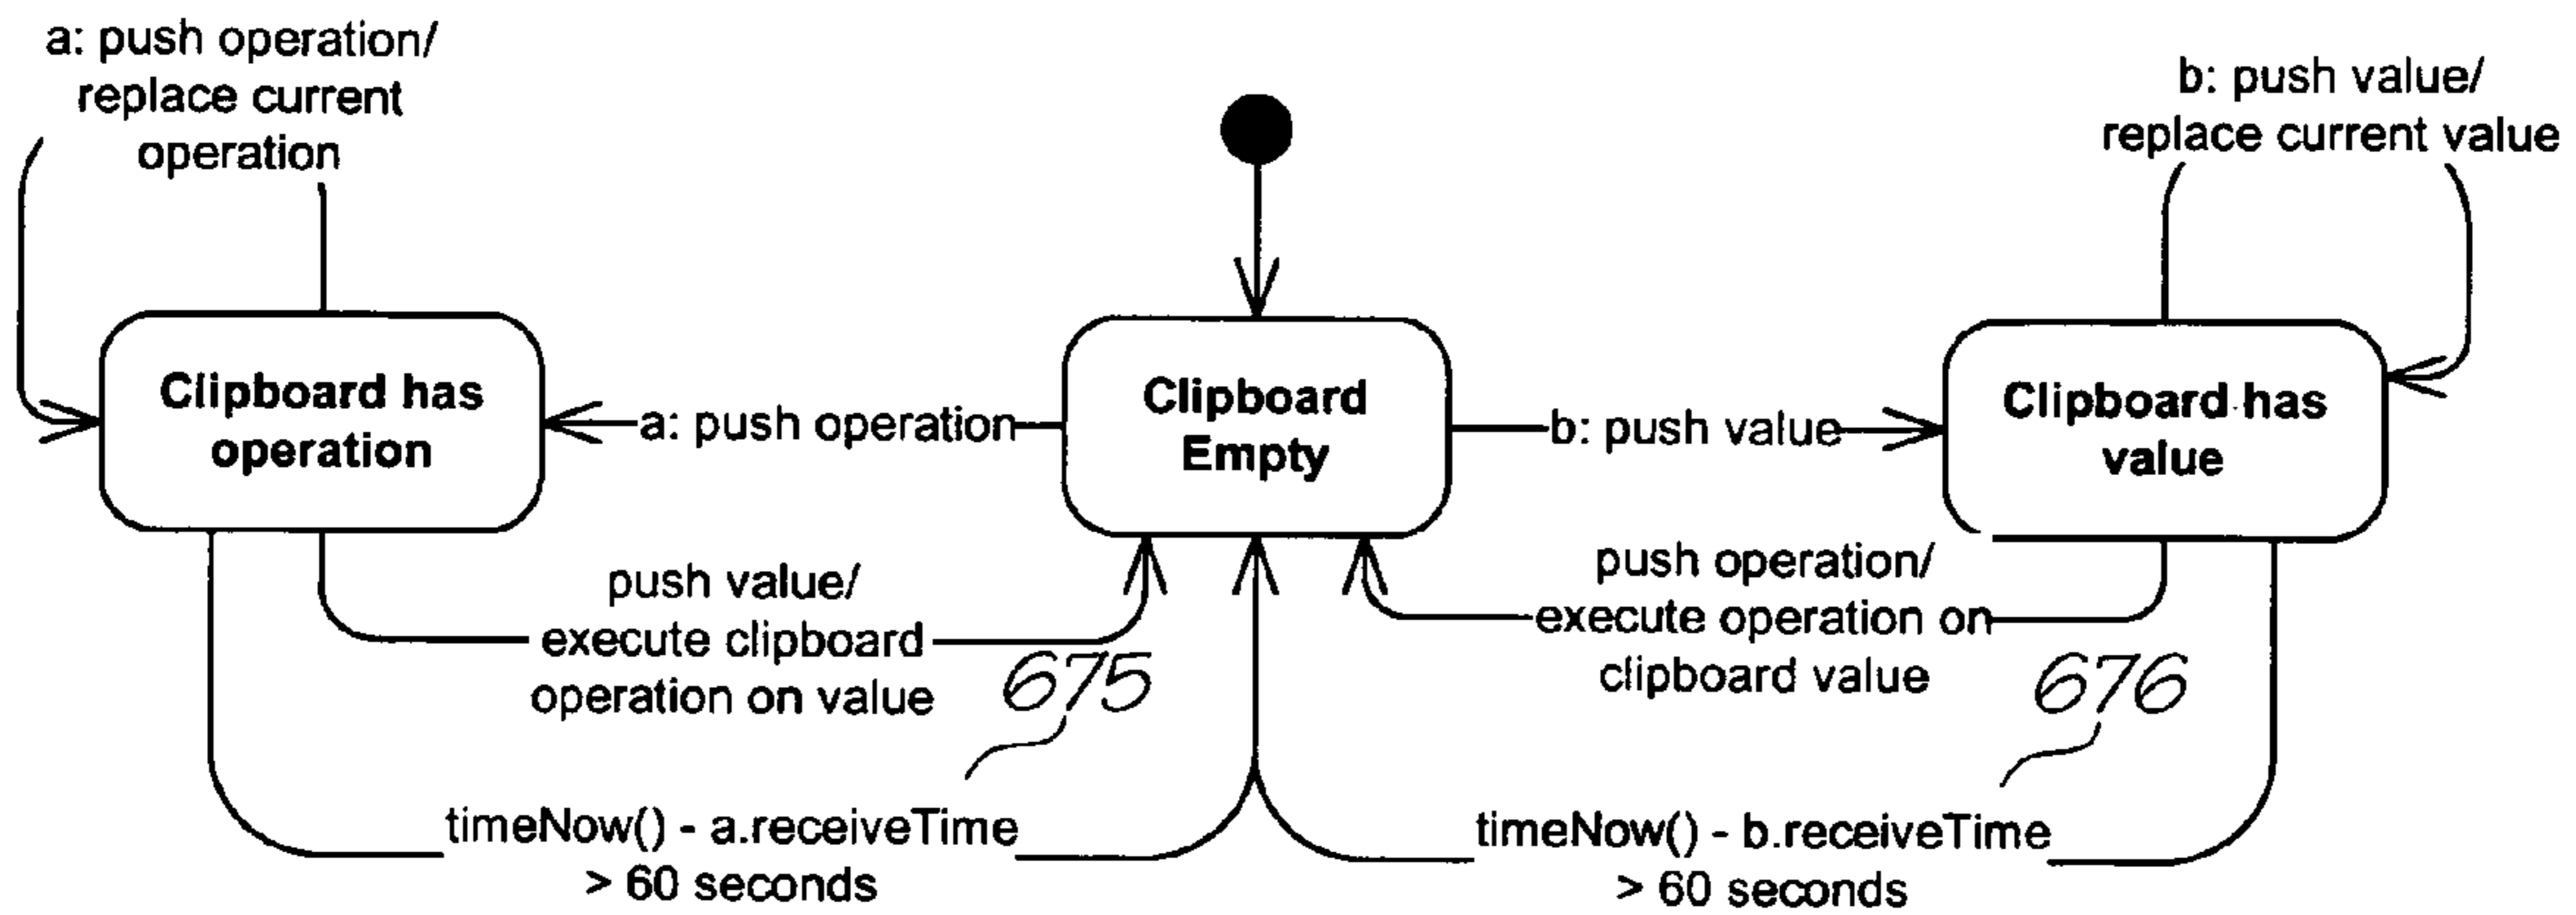 a: push operation/
replace current
operation
b: push value/
replace current value
Clipboard has
operation
a: push operation
Clipboard
Empty
b: push value
Clipboard has
value
push value/
execute clipboard
operation on value
675
push operation/
execute operation on
clipboard value
676
timeNow() - a.receiveTime
> 60 seconds
timeNow() - b.receiveTime
> 60 seconds